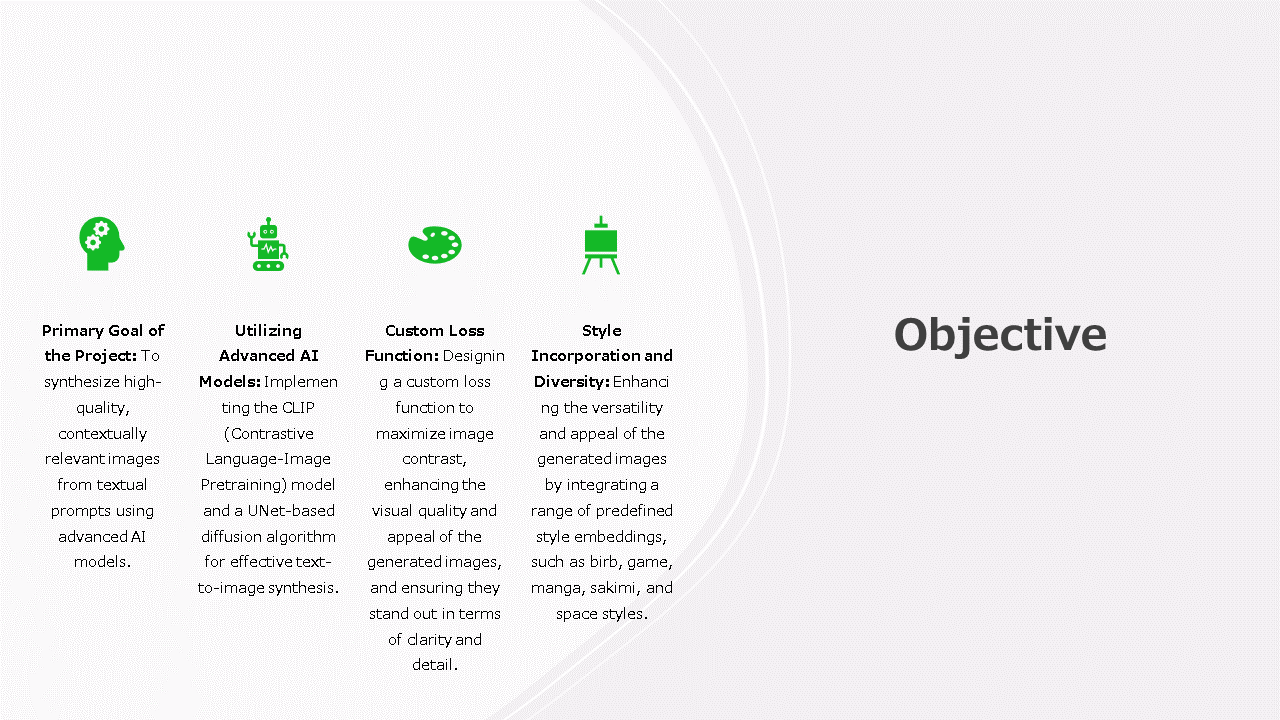 Primary Goal of
the Project: To
synthesize high-
quality,
contextually
relevant images
from textual
prompts using
advanced AI
models.
Utilizing
Advanced AI
Models: Implemen
ting the CLIP
(Contrastive
Language-Image
Pretraining) model
and a UNet-based
diffusion algorithm
for effective text-
to-image synthesis.
Custom Loss
Function: Designin
g a custom loss
function to
maximize image
contrast,
enhancing the
visual quality and
appeal of the
generated images,
and ensuring they
stand out in terms
of clarity and
detail.
Style
Incorporation and
Diversity: Enhanci
ng the versatility
and appeal of the
generated images
by integrating a
range of predefined
style embeddings,
such as birb, game,
manga, sakimi, and
space styles.
Objective